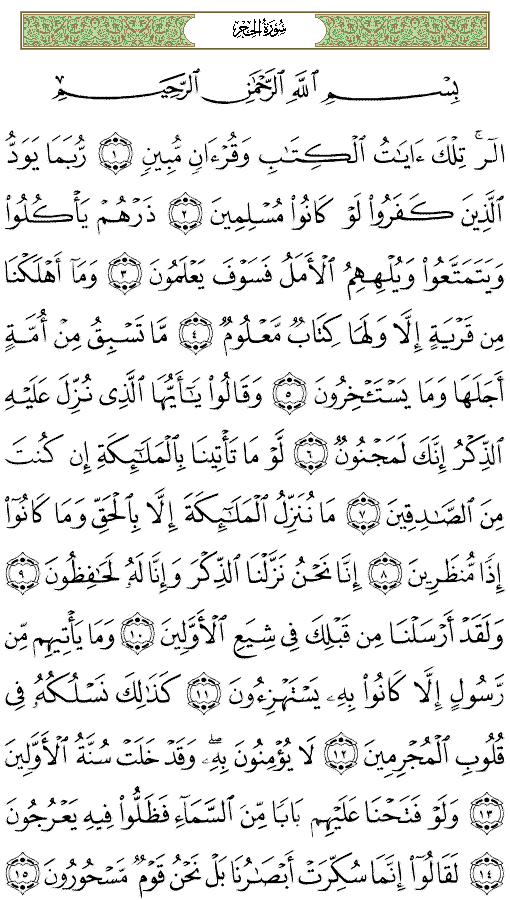 سُورَةُ الحِجْرِ
بِسْمِ ٱللَّهِ ٱلرَّحْمَٰنِ ٱلرَّحِيمِ
الٓرۚ تِلْكَ ءَايَٰتُ ٱلْكِتَٰبِ وَقُرْءَانٍ مُّبِينٍ ١ رُّبَمَا يَوَدُّ
ٱلَّذِينَ كَفَرُوا۟ لَوْ كَانُوا۟ مُسْلِمِينَ ٢ ذَرْهُمْ يَأْكُلُوا۟
وَيَتَمَتَّعُوا۟ وَيُلْهِهِمُ ٱلْأَمَلُ فَسَوْفَ يَعْلَمُونَ ٣ وَمَآ أَهْلَكْنَا
مِن قَرْيَةٍ إِلَّا وَلَهَا كِتَابٌ مَّعْلُومٌ ٤ مَّا تَسْبِقُ مِنْ أُمَّةٍ
أَجَلَهَا وَمَا يَسْتَـْٔخِرُونَ ٥ وَقَالُوا۟ يَٰٓأَيُّهَا ٱلَّذِى نُزِّلَ عَلَيْهِ
ٱلذِّكْرُ إِنَّكَ لَمَجْنُونٌ ٦ لَّوْ مَا تَأْتِينَا بِٱلْمَلَٰٓئِكَةِ إِن كُنتَ
مِنَ ٱلصَّٰدِقِينَ ٧ مَا نُنَزِّلُ ٱلْمَلَٰٓئِكَةَ إِلَّا بِٱلْحَقِّ وَمَا كَانُوٓا۟
إِذًا مُّنظَرِينَ ٨ إِنَّا نَحْنُ نَزَّلْنَا ٱلذِّكْرَ وَإِنَّا لَهُۥ لَحَٰفِظُونَ ٩
وَلَقَدْ أَرْسَلْنَا مِن قَبْلِكَ فِى شِيَعِ ٱلْأَوَّلِينَ ١٠ وَمَا يَأْتِيهِم مِّن
رَّسُولٍ إِلَّا كَانُوا۟ بِهِۦ يَسْتَهْزِءُونَ ١١ كَذَٰلِكَ نَسْلُكُهُۥ فِى
قُلُوبِ ٱلْمُجْرِمِينَ ١٢ لَا يُؤْمِنُونَ بِهِۦۖ وَقَدْ خَلَتْ سُنَّةُ ٱلْأَوَّلِينَ
١٣ وَلَوْ فَتَحْنَا عَلَيْهِم بَابًا مِّنَ ٱلسَّمَآءِ فَظَلُّوا۟ فِيهِ يَعْرُجُونَ
١٤ لَقَالُوٓا۟ إِنَّمَا سُكِّرَتْ أَبْصَٰرُنَا بَلْ نَحْنُ قَوْمٌ مَّسْحُورُونَ ١٥